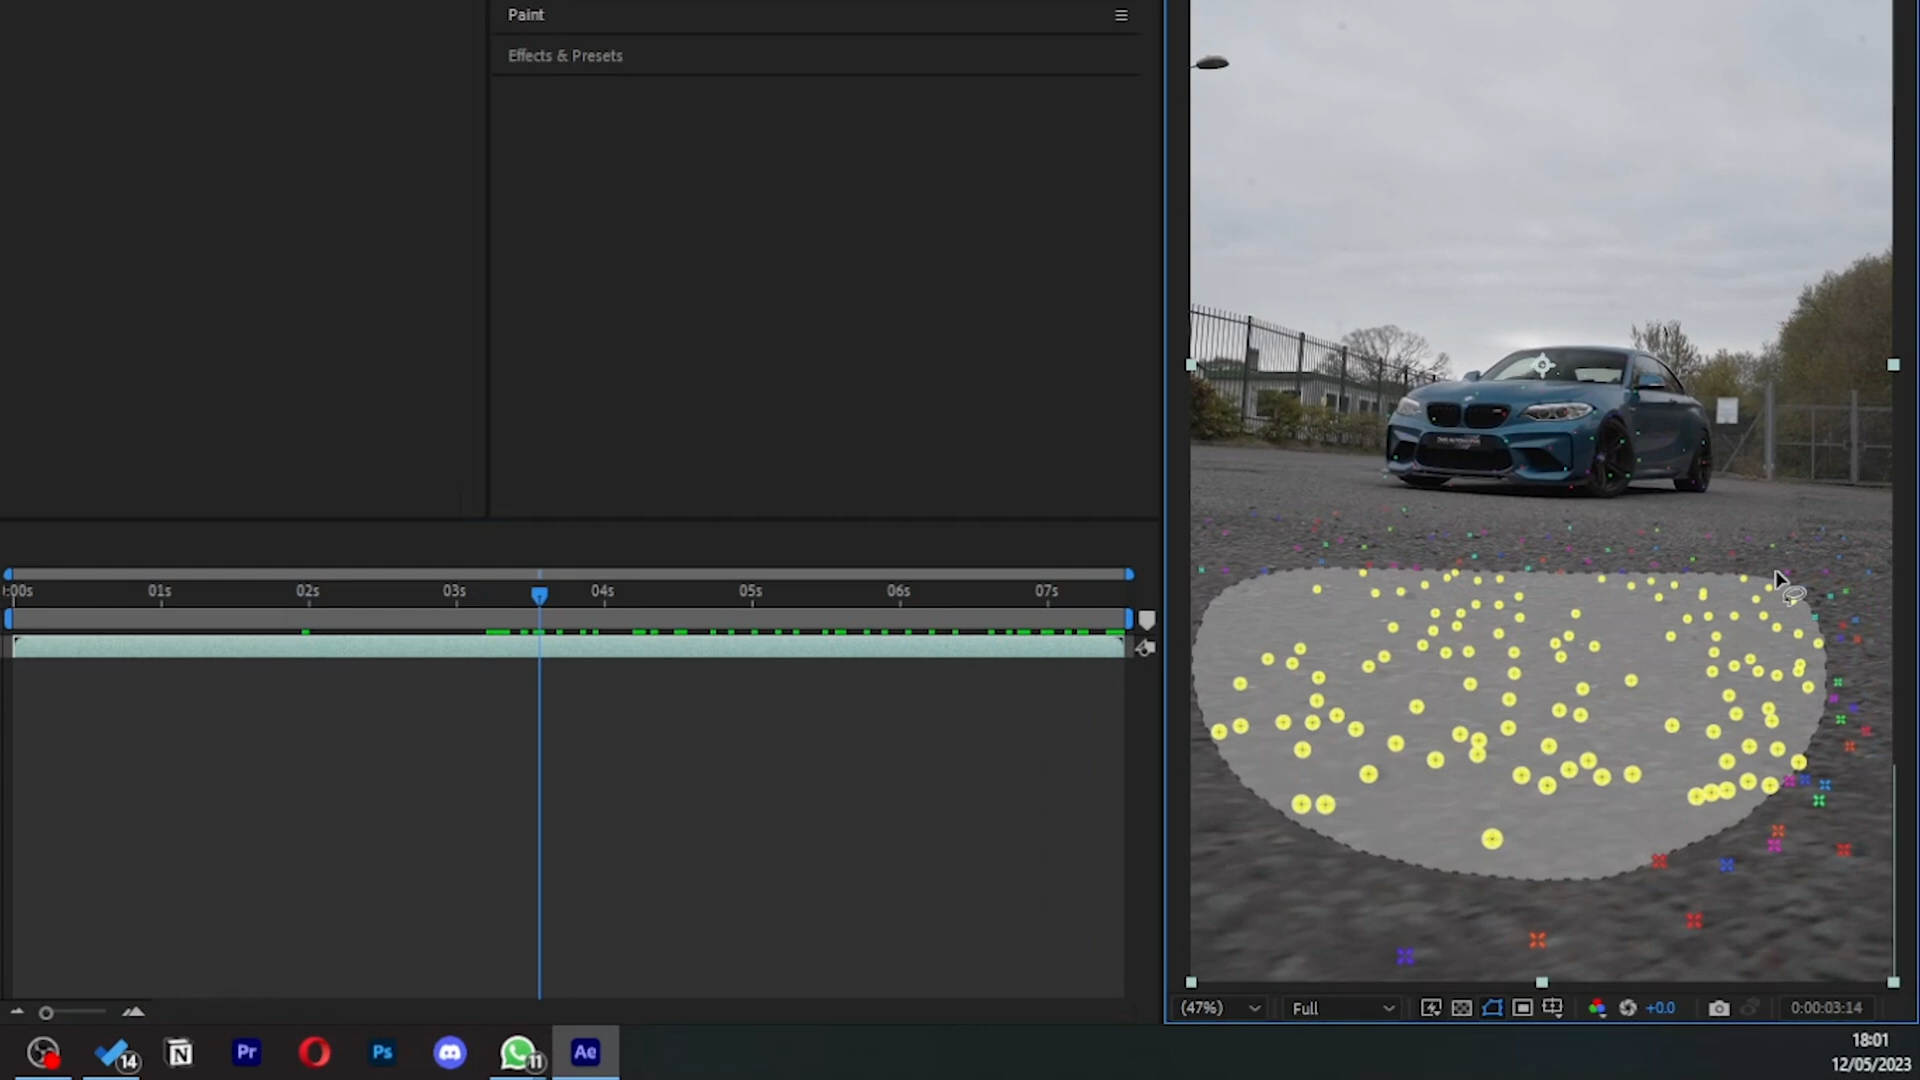 Paint
Effects & Presets
:00s
01s
02s
03s
04s
05s
06s
07s
(47%)
Full
+0.0
0:00:03:14
14
N
Pr
Ps
11
Ae
18:01
12/05/2023